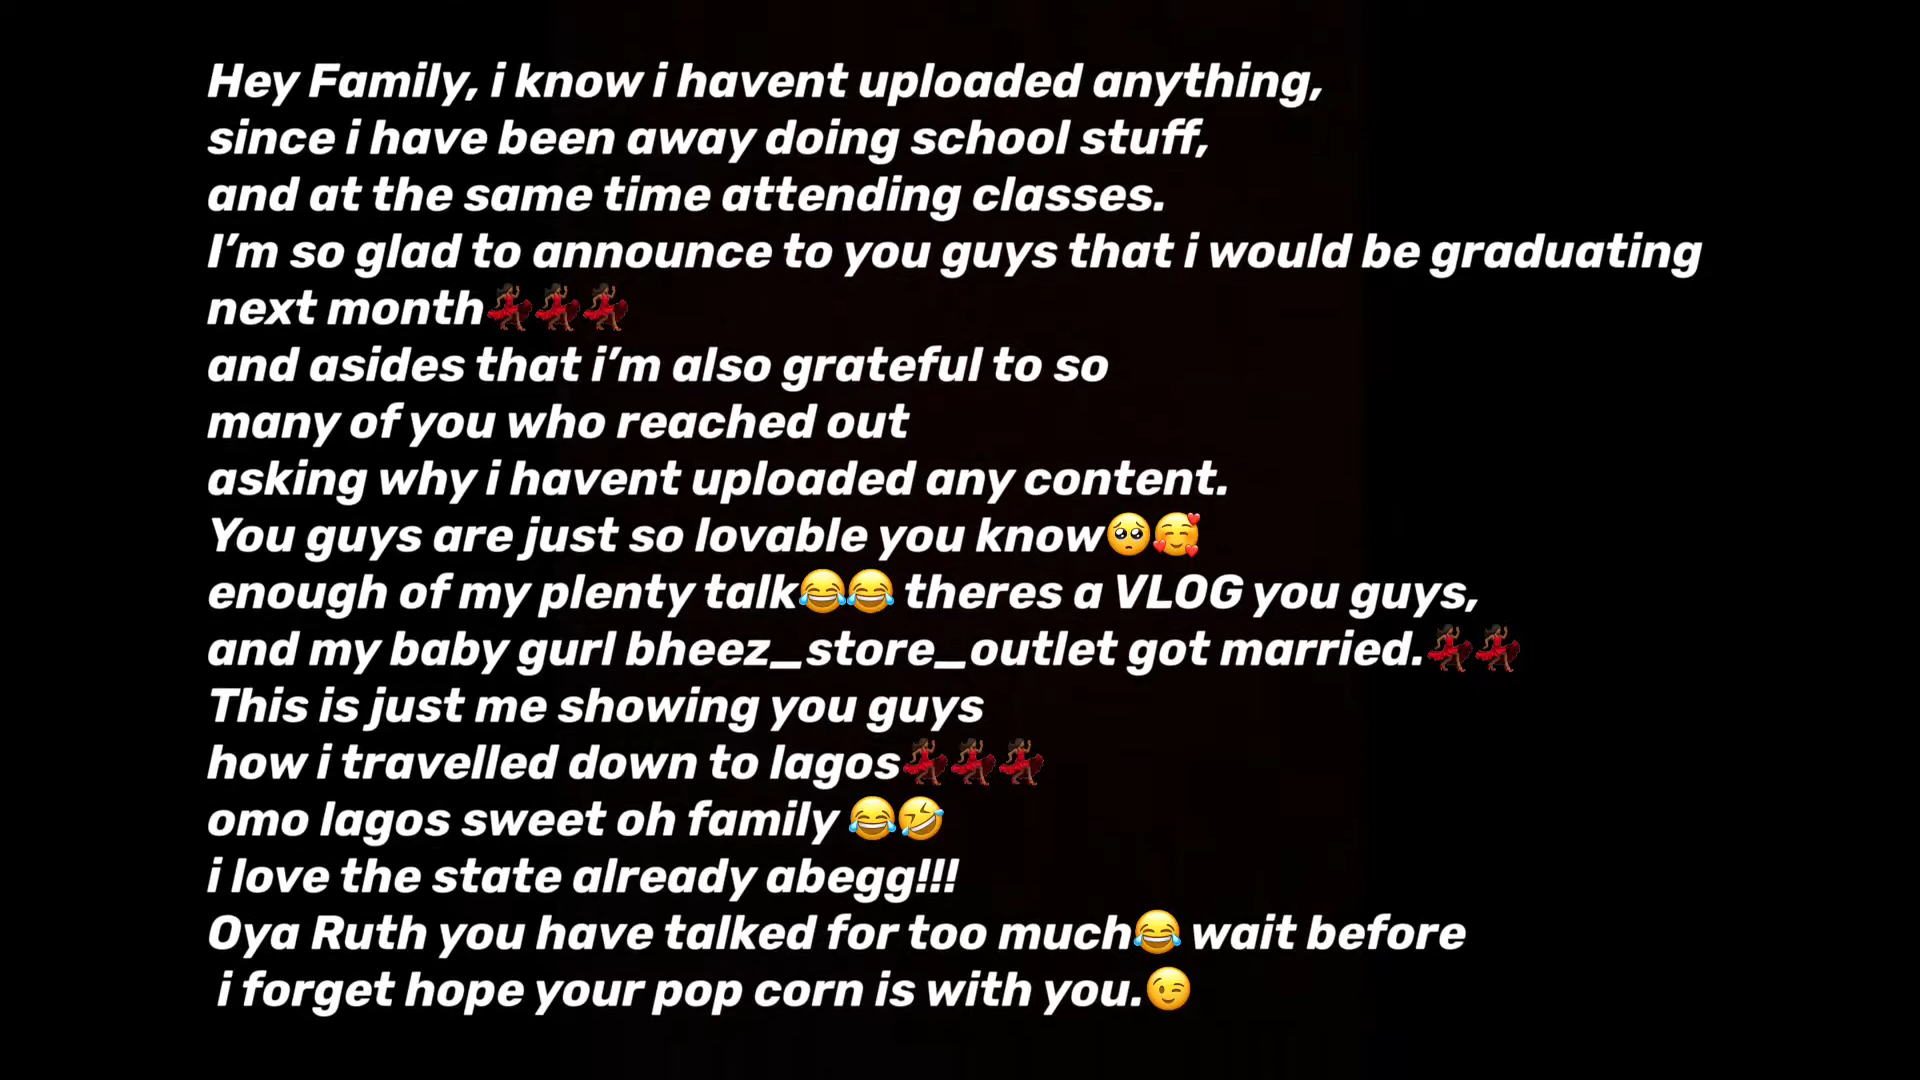 Hey Family, i know i havent uploaded anything,
since i have been away doing school stuff,
and at the same time attending classes.
I’m so glad to announce to you guys that i would be graduating
next month💃🏾💃🏾💃🏾
and asides that i’m also grateful to so
many of you who reached out
asking why i havent uploaded any content.
You guys are just so lovable you know🥺🥰
enough of my plenty talk😂😂 theres a VLOG you guys,
and my baby gurl bheez_store_outlet got married.💃🏾💃🏾
This is just me showing you guys
how i travelled down to lagos💃🏾💃🏾💃🏾
omo lagos sweet oh family 😂🤣
i love the state already abegg!!!
Oya Ruth you have talked for too much😂 wait before
i forget hope your pop corn is with you.😉